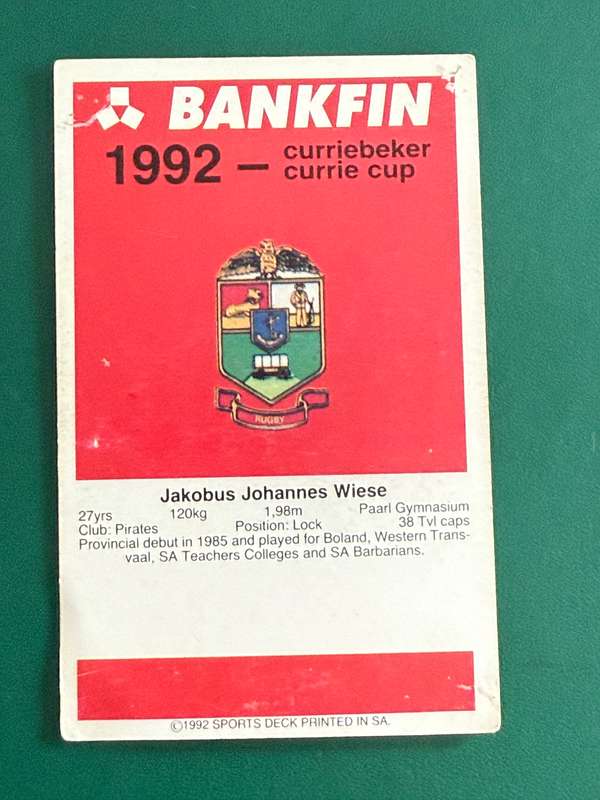 BANKFIN
1992 – curriebeker
currie cup
RUGBY
Jakobus Johannes Wiese
27yrs 120kg 1,98m Paarl Gymnasium
Club: Pirates Position: Lock 38 Tvl caps
Provincial debut in 1985 and played for Boland, Western Trans-
vaal, SA Teachers Colleges and SA Barbarians.
©1992 SPORTS DECK PRINTED IN SA.